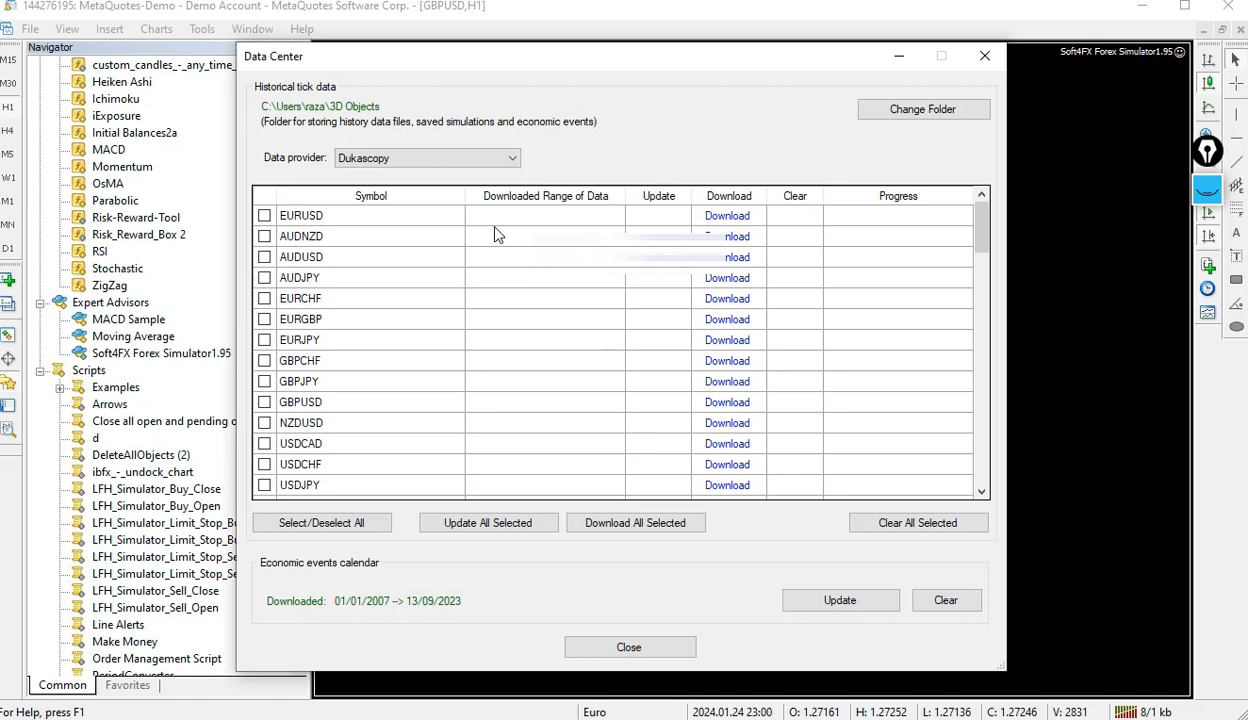 144276195: MetaQuotes-Demo - Demo Account - MetaQuotes Software Corp. - [GBPUSD,H1]
File View Insert Charts Tools Window Help
Navigator
custom_candles_-_any_time_
Heiken Ashi
Ichimoku
iExposure
Initial Balances2a
MACD
Momentum
OsMA
Parabolic
Risk-Reward-Tool
Risk_Reward_Box 2
RSI
Stochastic
ZigZag
Expert Advisors
MACD Sample
Moving Average
Soft4FX Forex Simulator1.95
Scripts
Examples
Arrows
Close all open and pending o
d
DeleteAllObjects (2)
ibfx_-_undock_chart
LFH_Simulator_Buy_Close
LFH_Simulator_Buy_Open
LFH_Simulator_Limit_Stop_Bu
LFH_Simulator_Limit_Stop_Bu
LFH_Simulator_Limit_Stop_Se
LFH_Simulator_Limit_Stop_Se
LFH_Simulator_Sell_Close
LFH_Simulator_Sell_Open
Line Alerts
Make Money
Order Management Script
PeriodConverter
Common Favorites
M15
M30
H1
H4
M5
W1
M1
MN
D1
Data Center
Historical tick data
C:\Users\raza\3D Objects
(Folder for storing history data files, saved simulations and economic events)
Change Folder
Data provider: Dukascopy
Symbol Downloaded Range of Data Update Download Clear Progress
EURUSD Download
AUDNZD nload
AUDUSD nload
AUDJPY Download
EURCHF Download
EURGBP Download
EURJPY Download
GBPCHF Download
GBPJPY Download
GBPUSD Download
NZDUSD Download
USDCAD Download
USDCHF Download
USDJPY Download
Select/Deselect All Update All Selected Download All Selected Clear All Selected
Economic events calendar
Downloaded: 01/01/2007 --> 13/09/2023 Update Clear
Close
Soft4FX Forex Simulator1.95
A
T
For Help, press F1 Euro 2024.01.24 23:00 O: 1.27161 H: 1.27252 L: 1.27136 C: 1.27246 V: 2831 8/1 kb